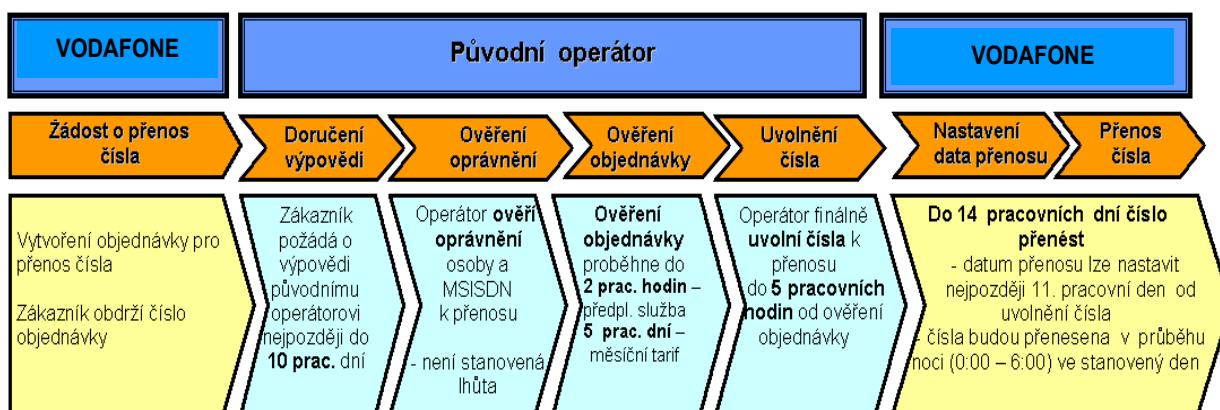 VODAFONE
Původní operátor
VODAFONE
Žádost o přenos
čísla
Doručení
výpovědi
Ověření
oprávnění
Ověření
objednávky
Uvolnění
čísla
Nastavení
data přenosu
Přenos
čísla
Vytvoření objednávky pro
přenos čísla
Zákazník obdrží číslo
objednávky
Zákazník
požádá o
výpovědi
původnímu
operátorovi
nejpozději do
10 prac. dní
Operátor ověří
oprávnění
osoby a
MSISDN
k přenosu
- není stanovená
lhůta
Ověření
objednávky
proběhne do
2 prac. hodin –
předpl. služba
5 prac. dní –
měsíční tarif
Operátor finálně
uvolní čísla k
přenosu
do 5 pracovních
hodin od ověření
objednávky
Do 14 pracovních dní číslo
přenést
- datum přenosu lze nastavit
nejpozději 11. pracovní den od
uvolnění čísla
- čísla budou přenesena v průběhu
noci (0:00 – 6:00) ve stanovený den